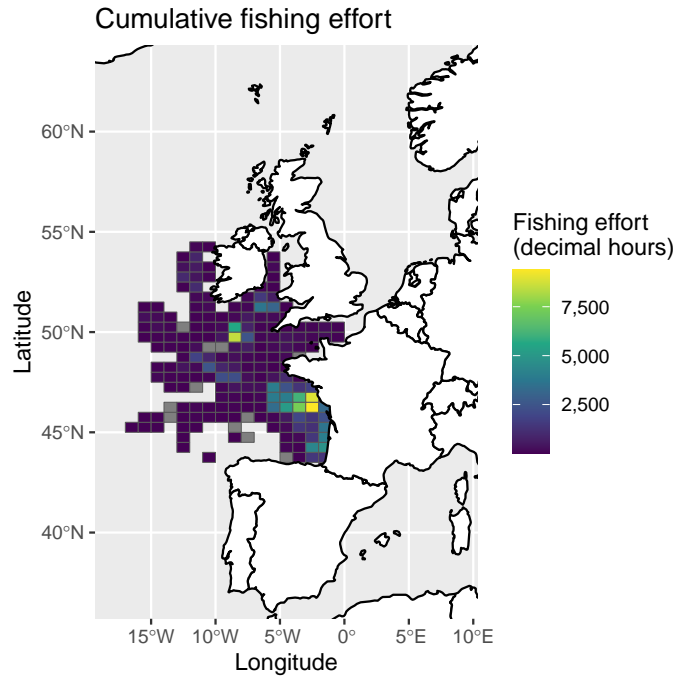 Cumulative fishing effort
60°N
55°N
50°N
45°N
40°N
Latitude
15°W 10°W 5°W 0° 5°E 10°E
Longitude
Fishing effort
(decimal hours)
7,500
5,000
2,500